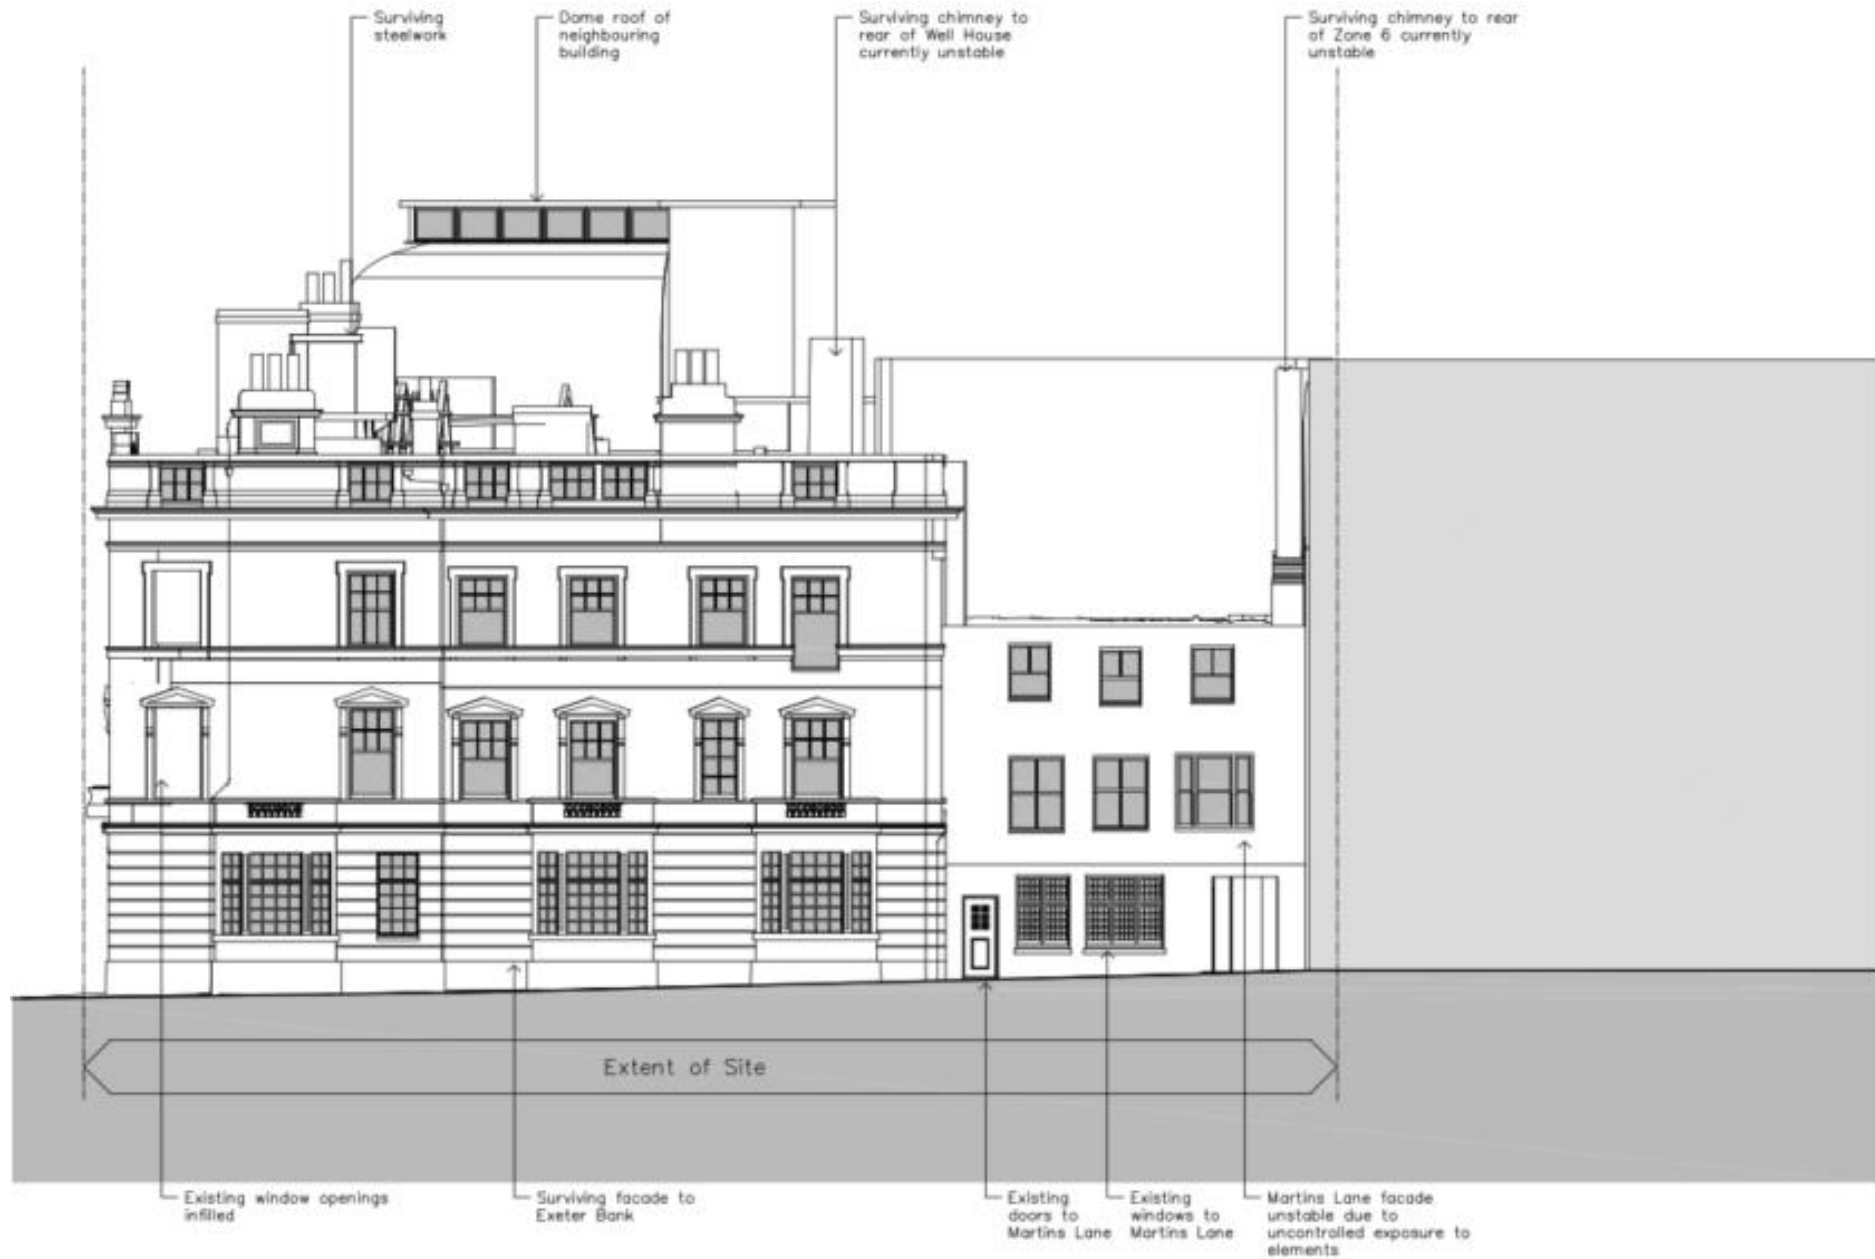 Surviving
steelwork
Dome roof of
neighbouring
building
Surviving chimney to
rear of Well House
currently unstable
Surviving chimney to rear
of Zone 6 currently
unstable
Extent of Site
Existing window openings
infilled
Surviving facade to
Exeter Bank
Existing
doors to
Martins Lane
Existing
windows to
Martins Lane
Martins Lane facade
unstable due to
uncontrolled exposure to
elements